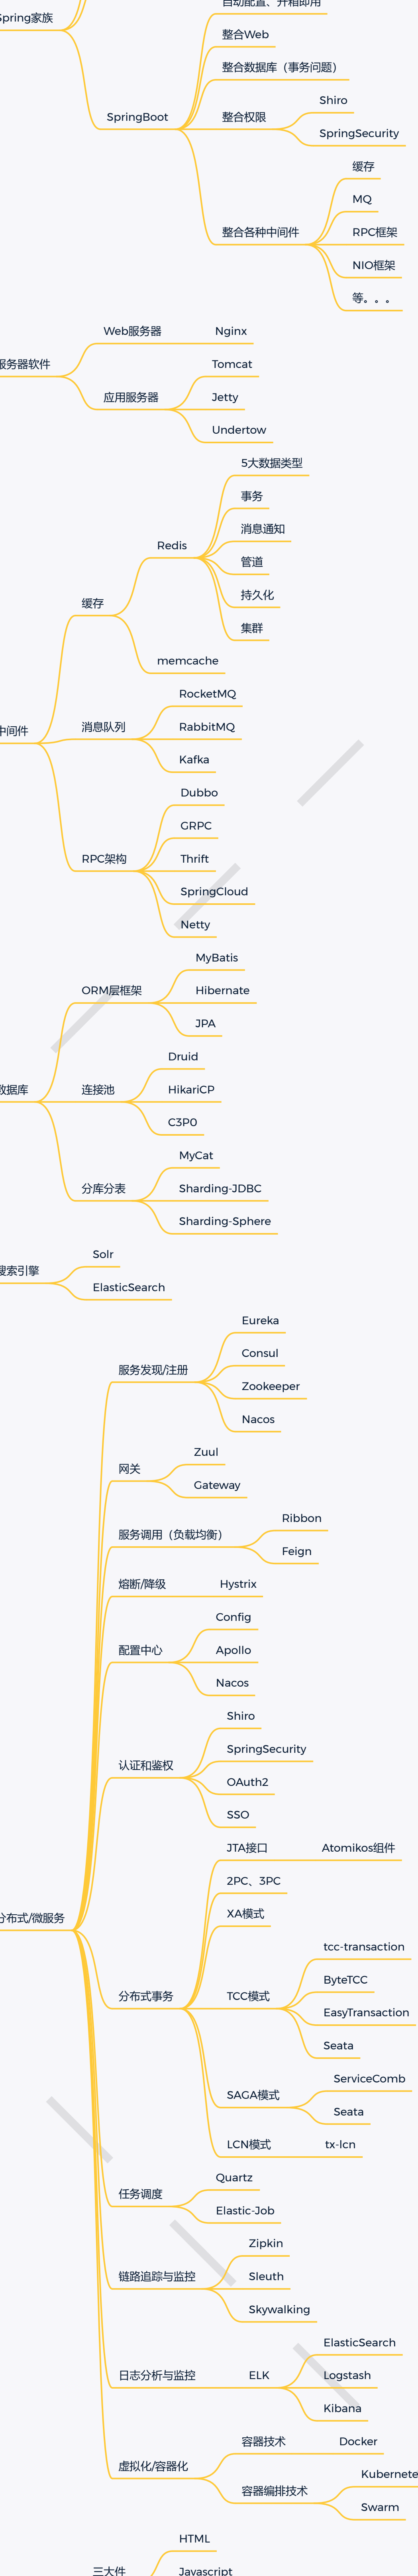 自动配置、开箱即用
Spring家族
整合Web
整合数据库（事务问题）
SpringBoot
整合权限
Shiro
SpringSecurity
整合各种中间件
缓存
MQ
RPC框架
NIO框架
等。。。
服务器软件
Web服务器
Nginx
应用服务器
Tomcat
Jetty
Undertow
中间件
缓存
Redis
5大数据类型
事务
消息通知
管道
持久化
集群
memcache
消息队列
RocketMQ
RabbitMQ
Kafka
RPC架构
Dubbo
GRPC
Thrift
SpringCloud
Netty
数据库
ORM层框架
MyBatis
Hibernate
JPA
连接池
Druid
HikariCP
C3P0
分库分表
MyCat
Sharding-JDBC
Sharding-Sphere
搜索引擎
Solr
ElasticSearch
分布式/微服务
服务发现/注册
Eureka
Consul
Zookeeper
Nacos
网关
Zuul
Gateway
服务调用（负载均衡）
Ribbon
Feign
熔断/降级
Hystrix
配置中心
Config
Apollo
Nacos
认证和鉴权
Shiro
SpringSecurity
OAuth2
SSO
分布式事务
JTA接口
Atomikos组件
2PC、3PC
XA模式
TCC模式
tcc-transaction
ByteTCC
EasyTransaction
Seata
SAGA模式
ServiceComb
Seata
LCN模式
tx-lcn
任务调度
Quartz
Elastic-Job
链路追踪与监控
Zipkin
Sleuth
Skywalking
日志分析与监控
ELK
ElasticSearch
Logstash
Kibana
虚拟化/容器化
容器技术
Docker
容器编排技术
Kubernete
Swarm
三大件
HTML
Javascript